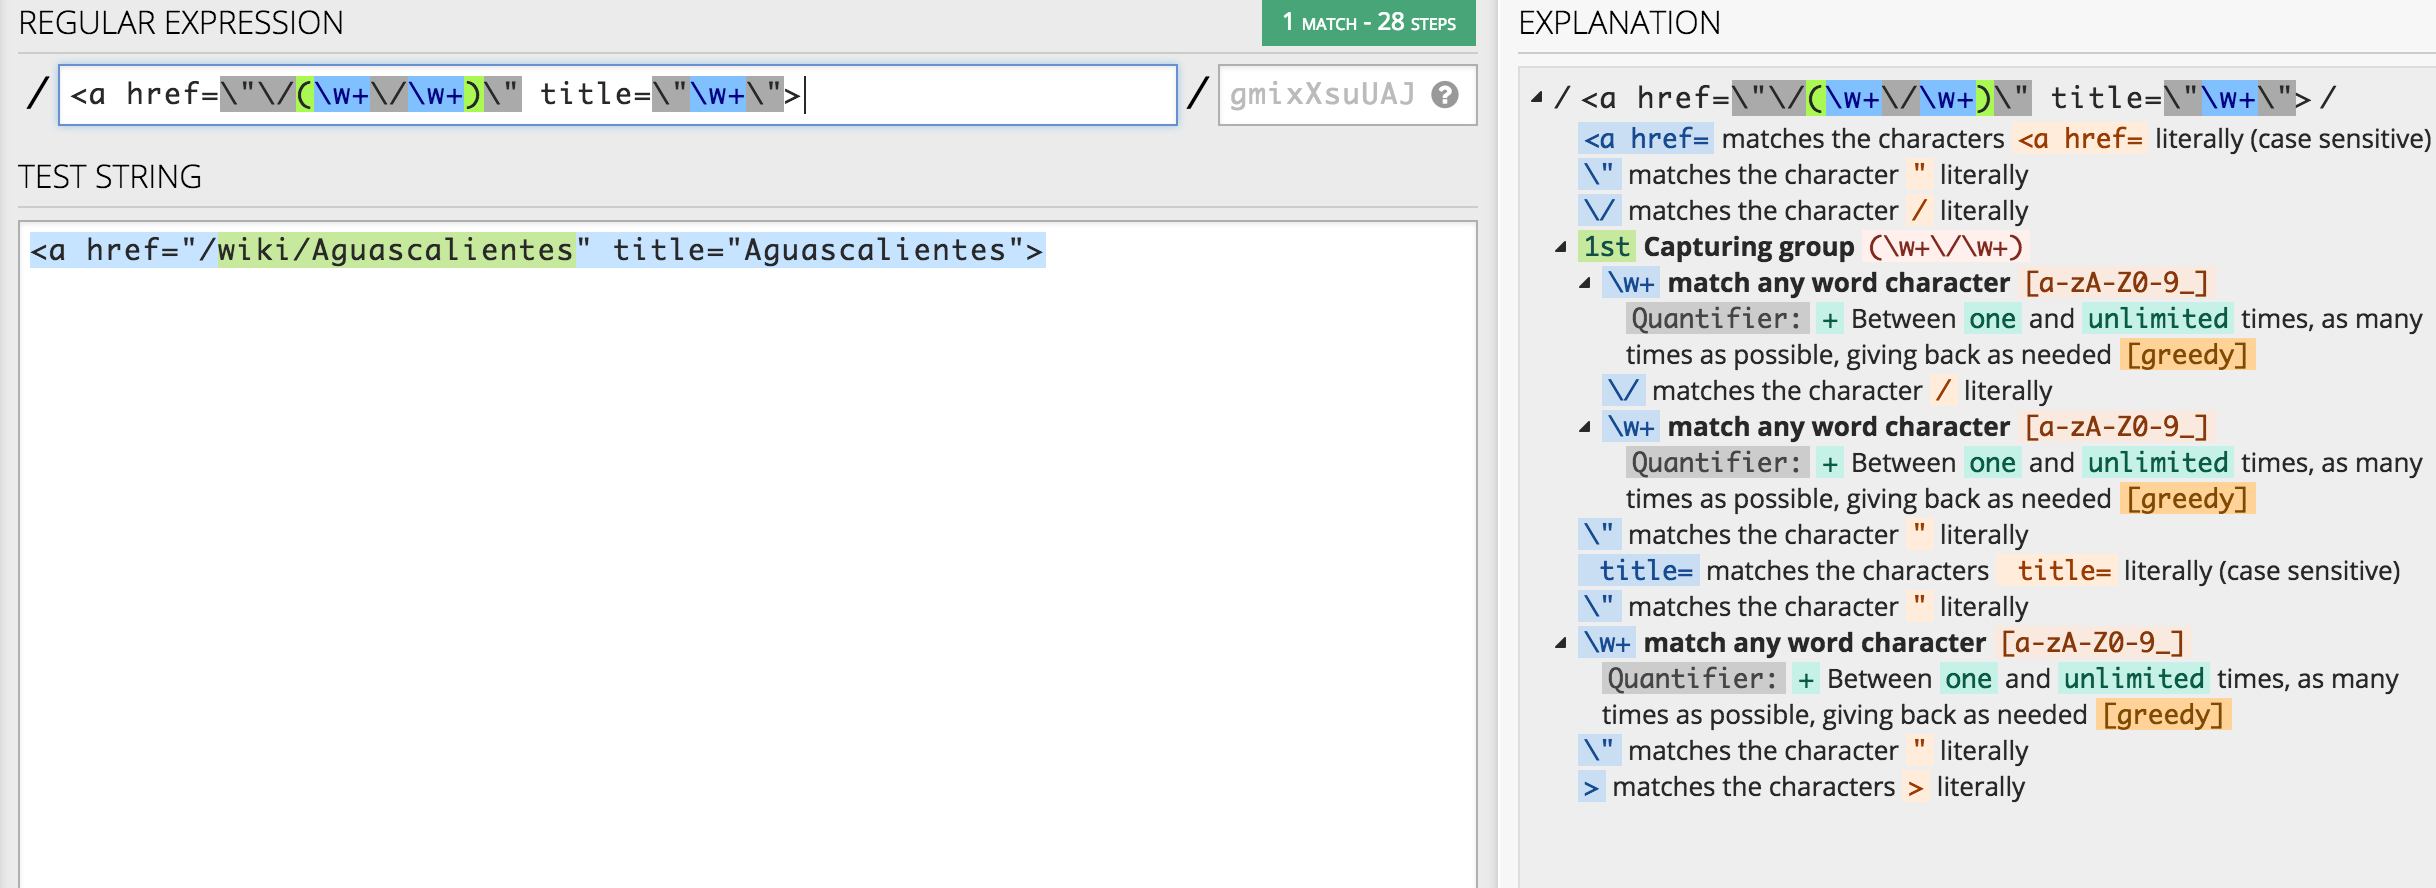 REGULAR EXPRESSION
1 MATCH - 28 STEPS
/ <a href=\"\/(\w+\/\w+)\" title=\"\w+\"> / gmixXsuUAJ ?
TEST STRING
<a href="/wiki/Aguascalientes" title="Aguascalientes">
EXPLANATION
/ <a href=\"\/(\w+\/\w+)\" title=\"\w+\"> /
<a href= matches the characters <a href= literally (case sensitive)
\" matches the character " literally
\/ matches the character / literally
1st Capturing group (\w+\/\w+)
\w+ match any word character [a-zA-Z0-9_]
Quantifier: + Between one and unlimited times, as many
times as possible, giving back as needed [greedy]
\/ matches the character / literally
\w+ match any word character [a-zA-Z0-9_]
Quantifier: + Between one and unlimited times, as many
times as possible, giving back as needed [greedy]
\" matches the character " literally
title= matches the characters title= literally (case sensitive)
\" matches the character " literally
\w+ match any word character [a-zA-Z0-9_]
Quantifier: + Between one and unlimited times, as many
times as possible, giving back as needed [greedy]
\" matches the character " literally
> matches the characters > literally